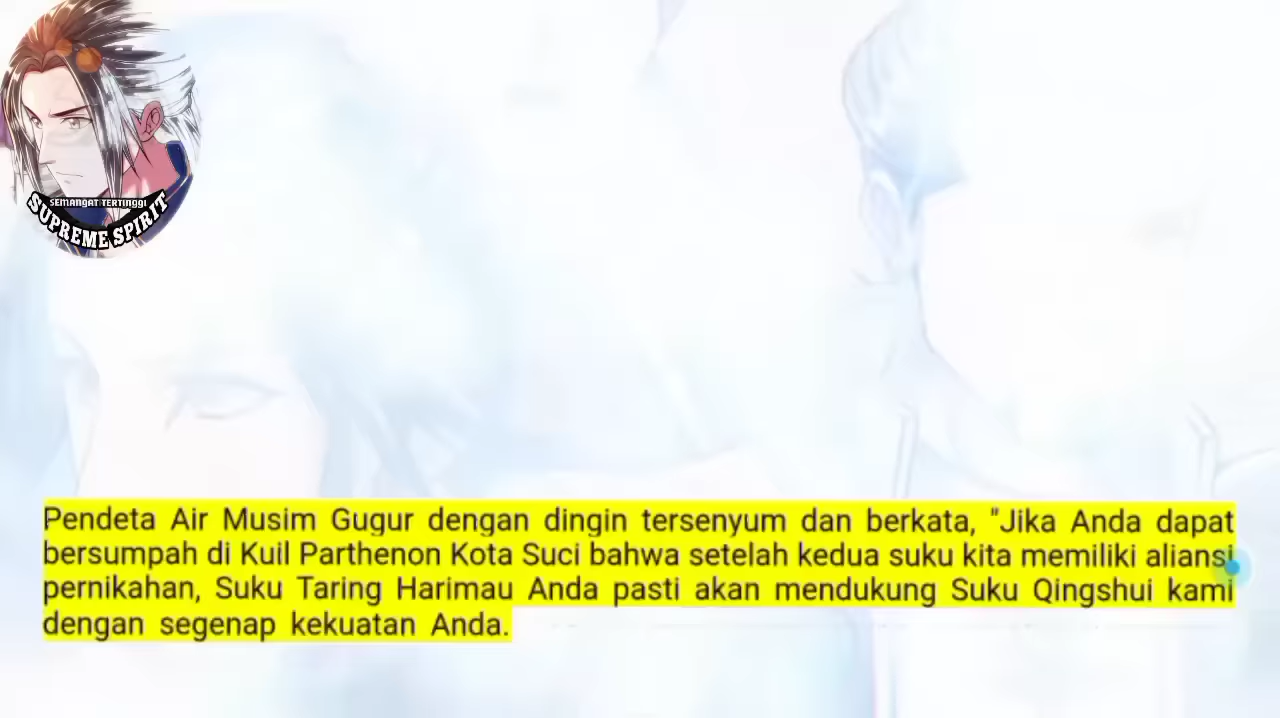 SEMANGAT TERTINGGI
SUPREME SPIRIT
Pendeta Air Musim Gugur dengan dingin tersenyum dan berkata, "Jika Anda dapat
bersumpah di Kuil Parthenon Kota Suci bahwa setelah kedua suku kita memiliki aliansi
pernikahan, Suku Taring Harimau Anda pasti akan mendukung Suku Qingshui kami
dengan segenap kekuatan Anda.